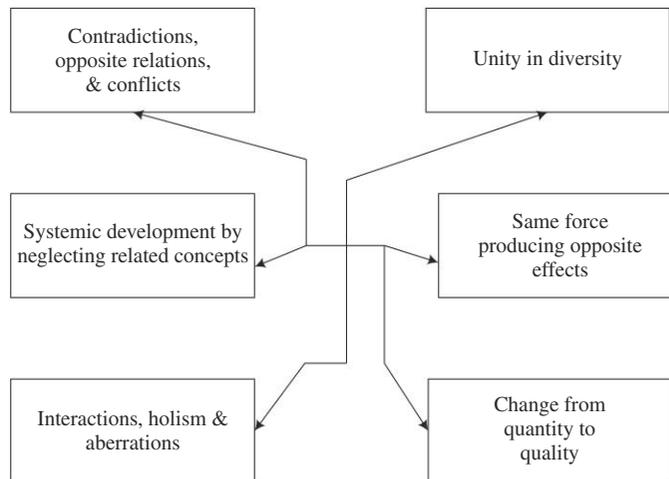 Contradictions,
opposite relations,
& conflicts
Unity in diversity
Systemic development by
neglecting related concepts
Same force
producing opposite
effects
Interactions, holism &
aberrations
Change from
quantity to
quality